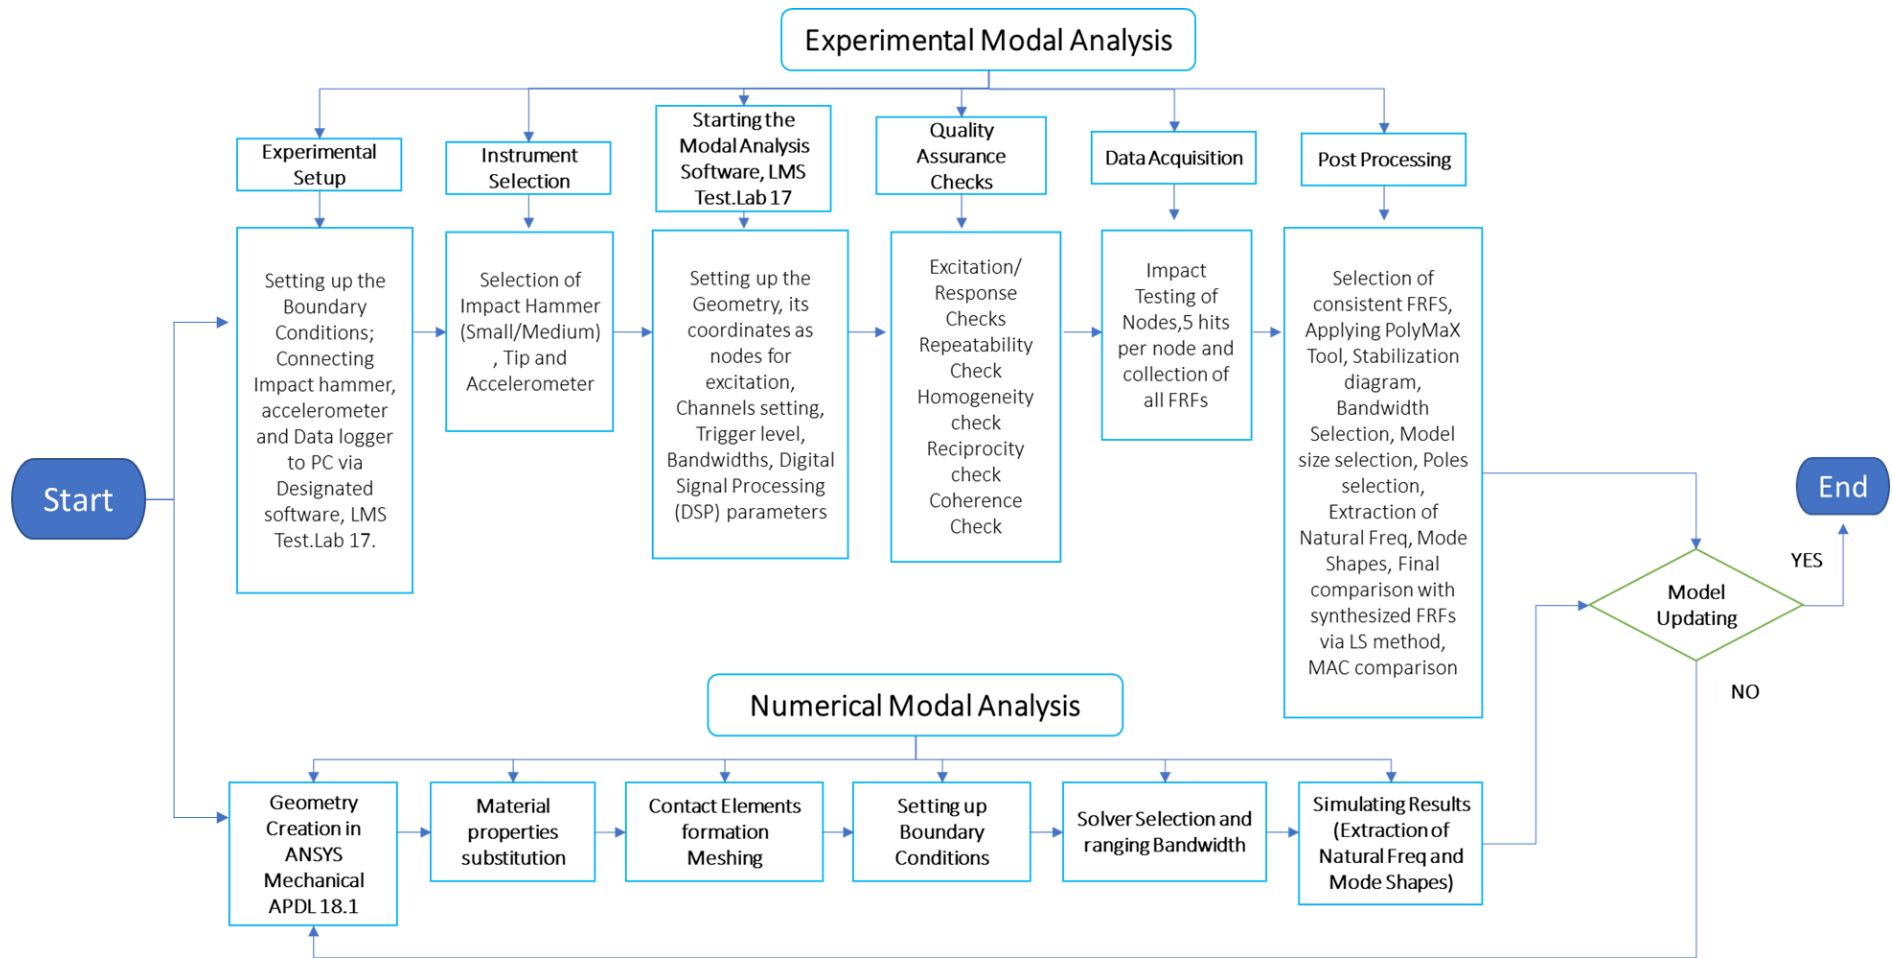 Experimental Modal Analysis
Experimental
Setup
Instrument
Selection
Starting the
Modal Analysis
Software, LMS
Test.Lab 17
Quality
Assurance
Checks
Data Acquisition
Post Processing
Setting up the
Boundary
Conditions;
Connecting
Impact hammer,
accelerometer
and Data logger
to PC via
Designated
software, LMS
Test.Lab 17.
Selection of
Impact Hammer
(Small/Medium)
, Tip and
Accelerometer
Setting up the
Geometry, its
coordinates as
nodes for
excitation,
Channels setting,
Trigger level,
Bandwidths, Digital
Signal Processing
(DSP) parameters
Excitation/
Response
Checks
Repeatability
Check
Homogeneity
check
Reciprocity
check
Coherence
Check
Impact
Testing of
Nodes,5 hits
per node and
collection of
all FRFs
Selection of
consistent FRFS,
Applying PolyMaX
Tool, Stabilization
diagram,
Bandwidth
Selection, Model
size selection, Poles
selection,
Extraction of
Natural Freq, Mode
Shapes, Final
comparison with
synthesized FRFs
via LS method,
MAC comparison
Start
End
YES
Model
Updating
NO
Numerical Modal Analysis
Geometry
Creation in
ANSYS
Mechanical
APDL 18.1
Material
properties
substitution
Contact Elements
formation
Meshing
Setting up
Boundary
Conditions
Solver Selection and
ranging Bandwidth
Simulating Results
(Extraction of
Natural Freq and
Mode Shapes)